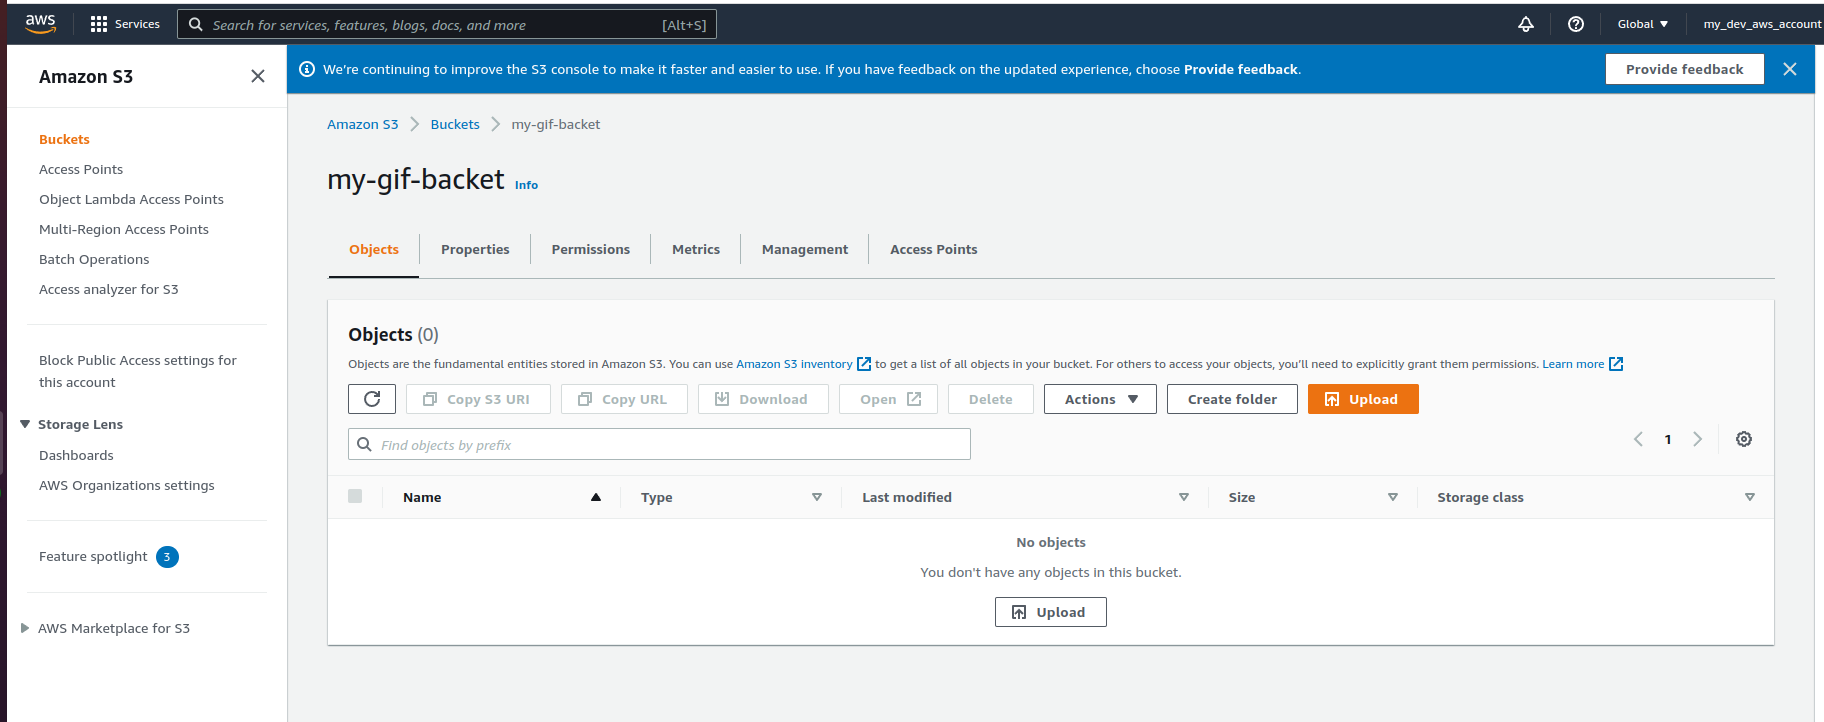 aws
Services
Search for services, features, blogs, docs, and more
[Alt+S]
Global
my_dev_aws_account
Amazon S3
We're continuing to improve the S3 console to make it faster and easier to use. If you have feedback on the updated experience, choose Provide feedback.
Provide feedback
Buckets
Access Points
Object Lambda Access Points
Multi-Region Access Points
Batch Operations
Access analyzer for S3
Block Public Access settings for
this account
Storage Lens
Dashboards
AWS Organizations settings
Feature spotlight 3
AWS Marketplace for S3
Amazon S3 Buckets my-gif-backet
my-gif-backet Info
Objects Properties Permissions Metrics Management Access Points
Objects (0)
Objects are the fundamental entities stored in Amazon S3. You can use Amazon S3 inventory to get a list of all objects in your bucket. For others to access your objects, you'll need to explicitly grant them permissions. Learn more
Copy S3 URI Copy URL Download Open Delete Actions Create folder Upload
Find objects by prefix
1
Name Type Last modified Size Storage class
No objects
You don't have any objects in this bucket.
Upload